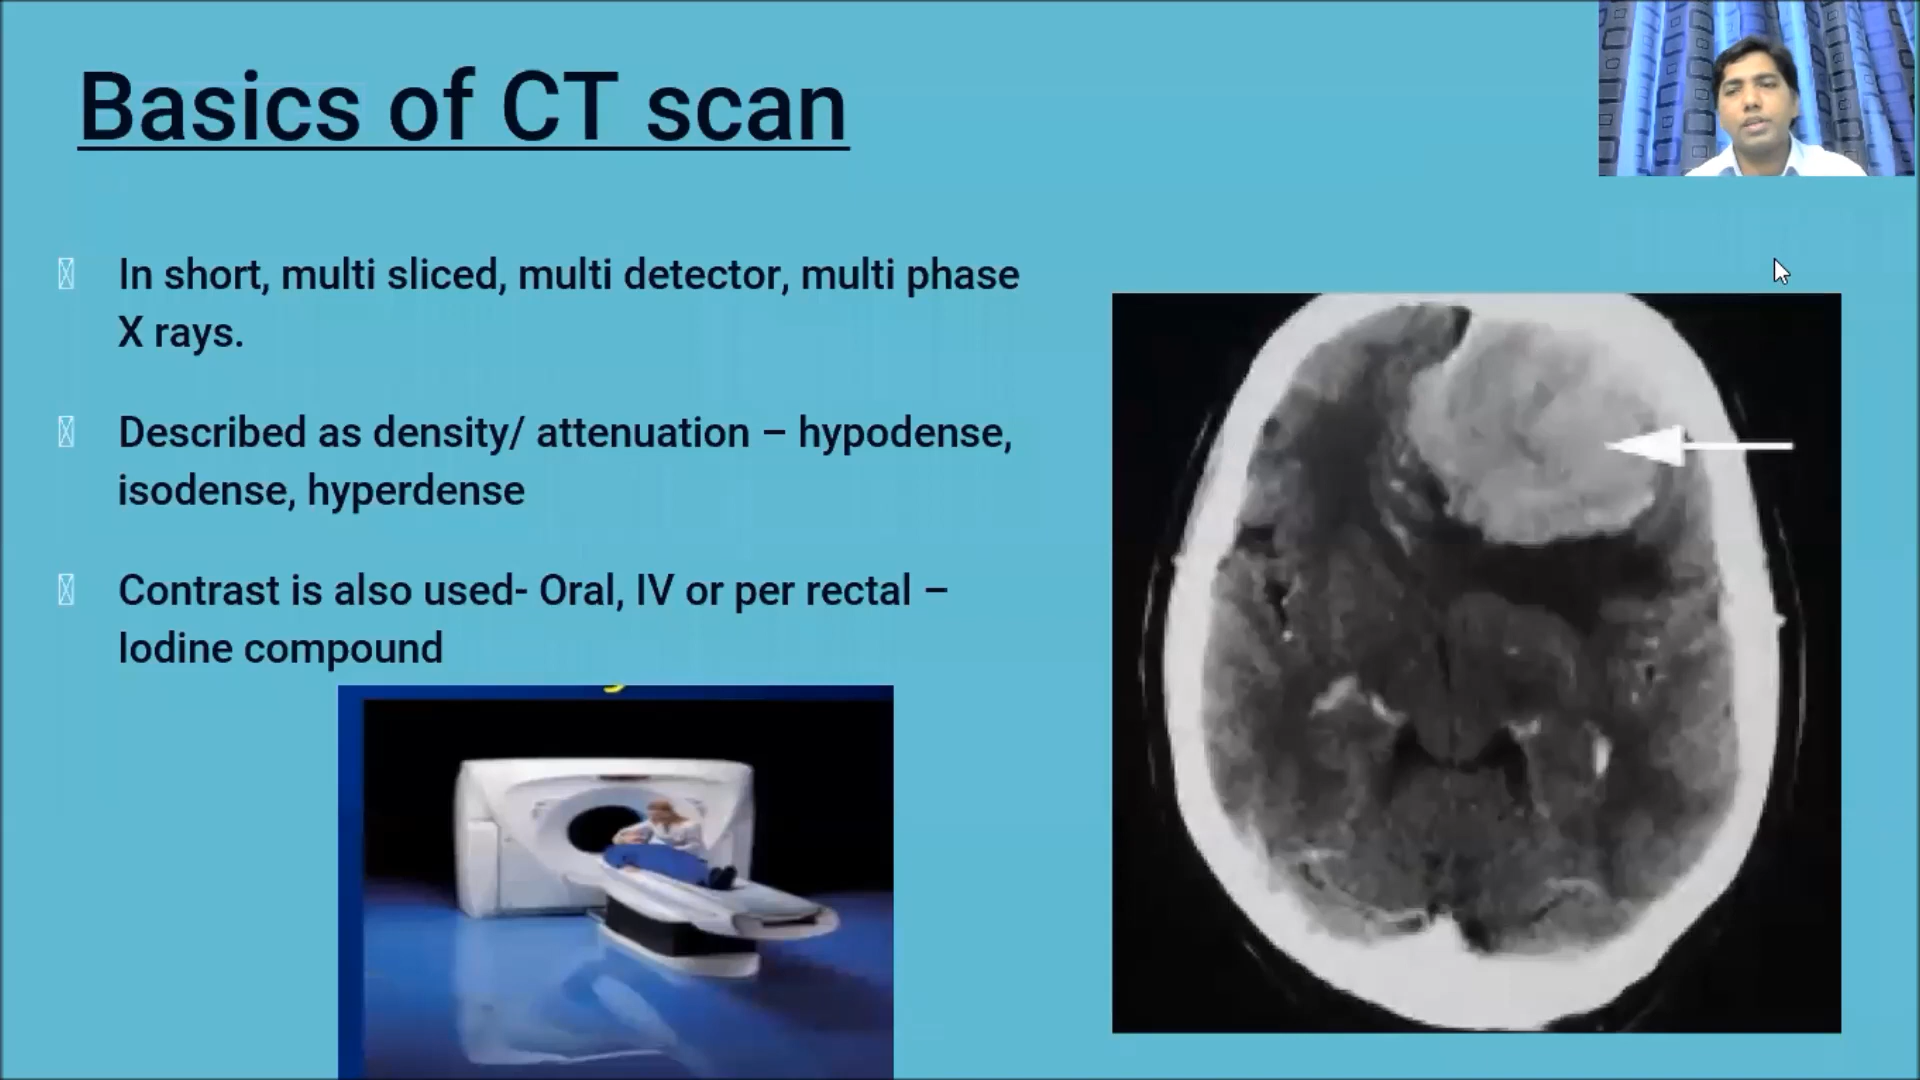 Basics of CT scan
In short, multi sliced, multi detector, multi phase
X rays.
Described as density/ attenuation – hypodense,
isodense, hyperdense
Contrast is also used- Oral, IV or per rectal –
Iodine compound